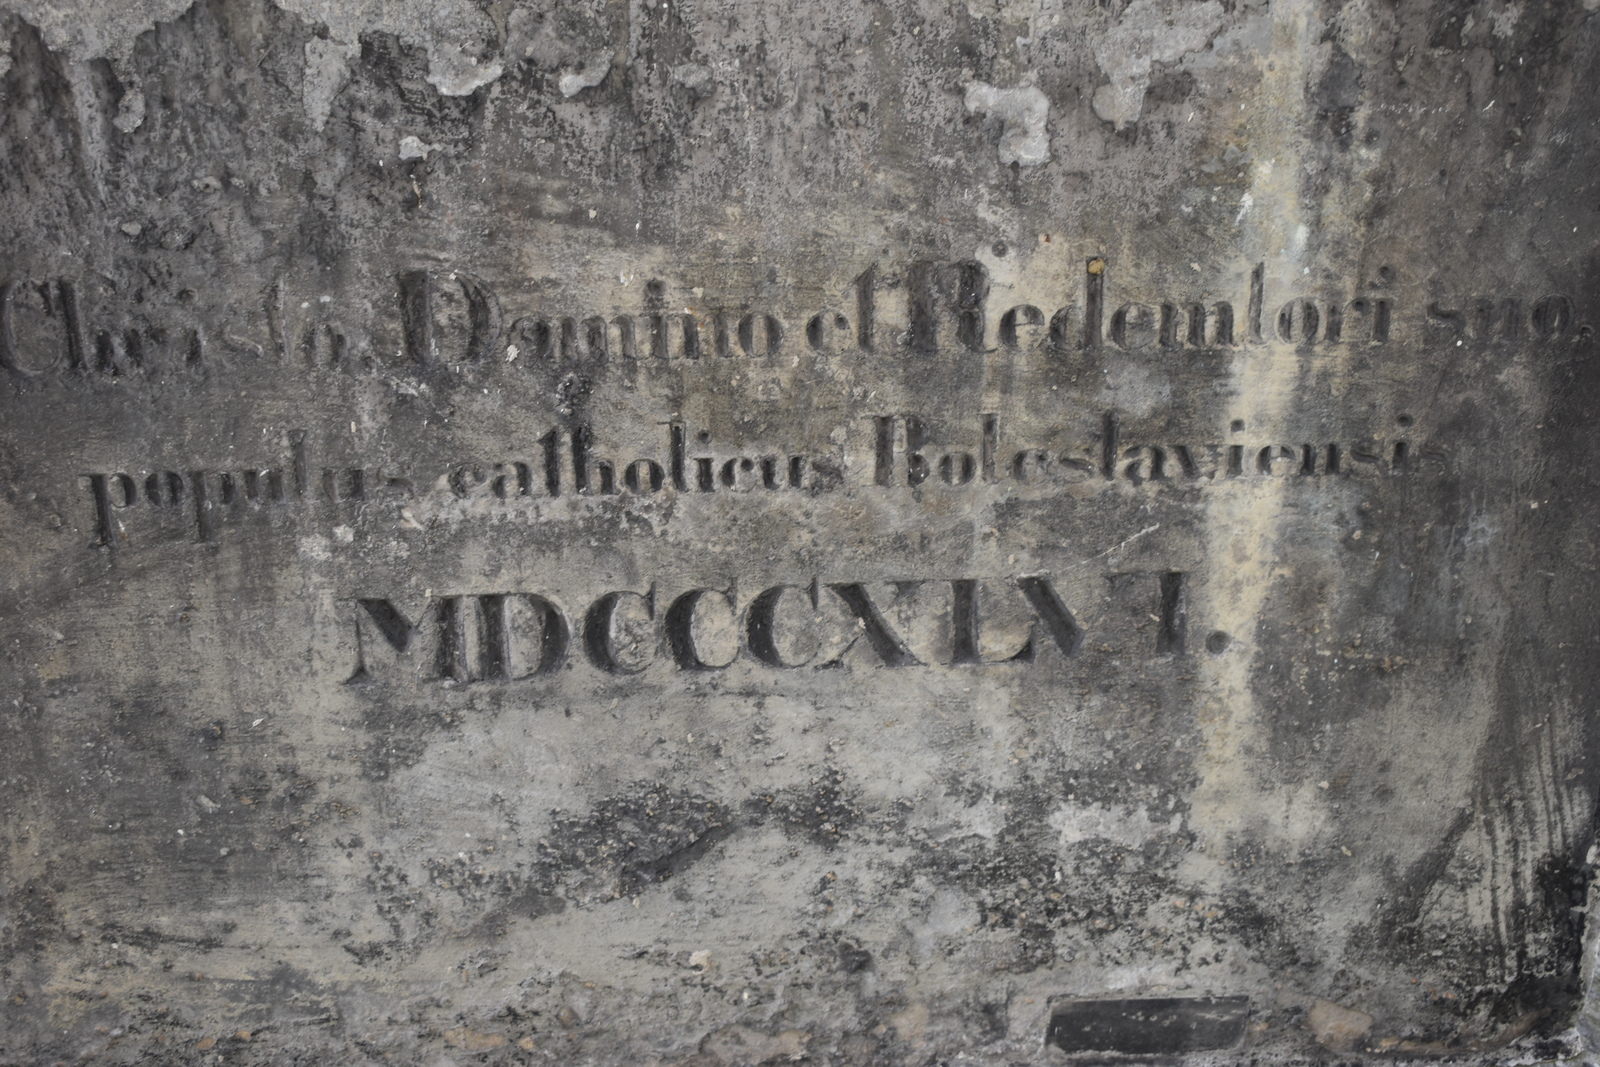 Christo Domino et Redemtori suo,
populus catholicus Boleslaviensis
MDCCCXLVI.